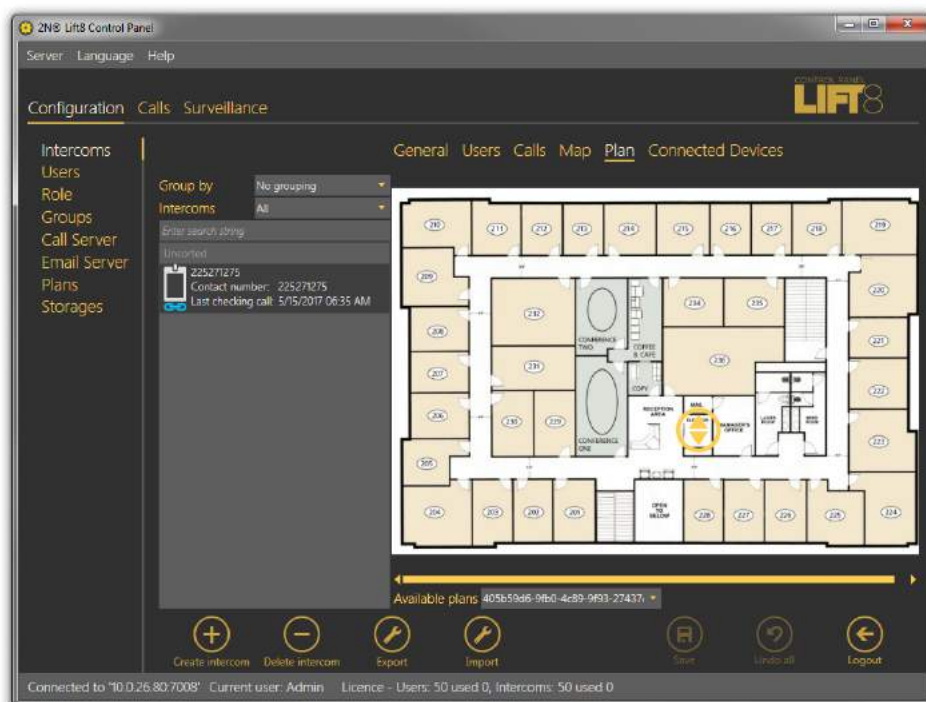 2N® Lift8 Control Panel
Server Language Help
CONTROL PANEL
LIFT8
Configuration Calls Surveillance
Intercoms
Users
Role
Groups
Call Server
Email Server
Plans
Storages
General Users Calls Map Plan Connected Devices
Group by No grouping
Intercoms All
Enter search string
Unsorted
225271275
Contact number: 225271275
Last checking call: 5/15/2017 06:35 AM
210 211 212 213 214 215 216 217 218 219
209
220
232
234 235
208
221
CONFERENCE TWO
COFFEE & CAFE
236
207
231
222
COPY
206
230 229
RECEPTION AREA
MAIL
MANAGER'S OFFICE
223
CONFERENCE ONE
205
204 203 202 201
OPEN TO BELOW
228 227 226 225 224
Available plans 405b59d6-9fb0-4c89-9f93-27437
Create intercom Delete intercom Export Import Save Undo all Logout
Connected to "10.0.26.80:7008" Current user: Admin Licence - Users: 50 used 0, Intercoms: 50 used 0